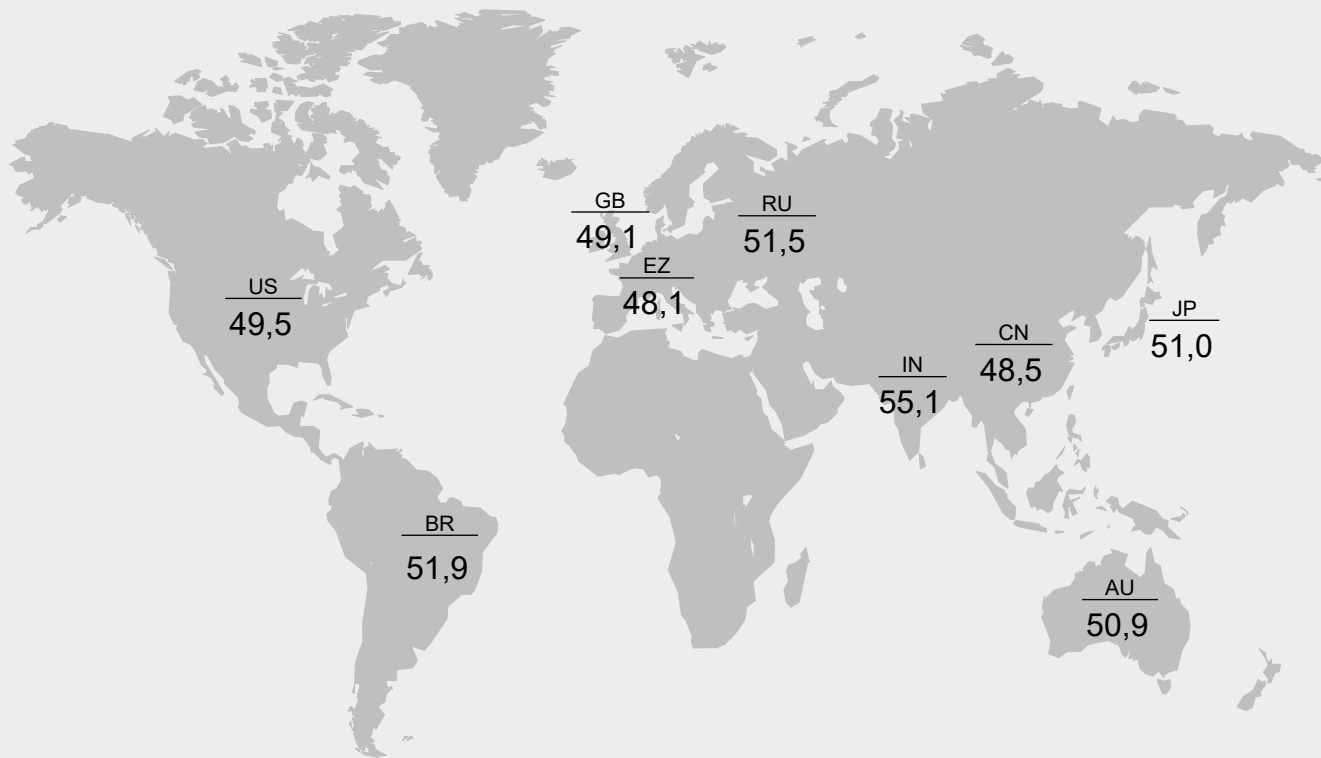 GB
49,1
RU
51,5
EZ
48,1
US
49,5
JP
51,0
CN
48,5
IN
55,1
BR
51,9
AU
50,9